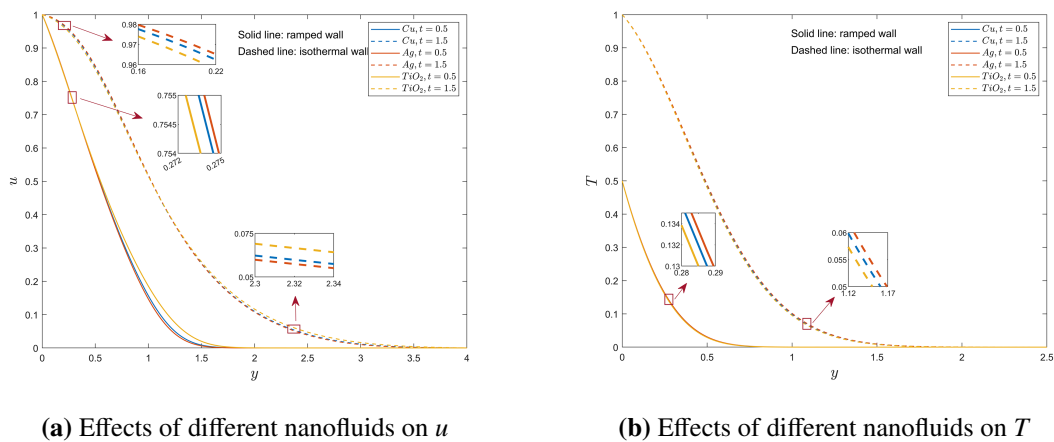 Solid line: ramped wall
Dashed line: isothermal wall
Cu, t = 0.5
Cu, t = 1.5
Ag, t = 0.5
Ag, t = 1.5
TiO₂, t = 0.5
TiO₂, t = 1.5
1
0.9
0.8
0.7
0.6
0.5
0.4
0.3
0.2
0.1
0
u
0 0.5 1 1.5 2 2.5 3 3.5 4
y
0.98
0.97
0.96
0.16 0.22
0.755
0.7545
0.754
0.272 0.275
0.075
0.05
2.3 2.32 2.34
(a) Effects of different nanofluids on u
Solid line: ramped wall
Dashed line: isothermal wall
Cu, t = 0.5
Cu, t = 1.5
Ag, t = 0.5
Ag, t = 1.5
TiO₂, t = 0.5
TiO₂, t = 1.5
1
0.9
0.8
0.7
0.6
0.5
0.4
0.3
0.2
0.1
0
T
0 0.5 1 1.5 2 2.5
y
0.134
0.132
0.13
0.28 0.29
0.06
0.055
0.05
1.12 1.17
(b) Effects of different nanofluids on T